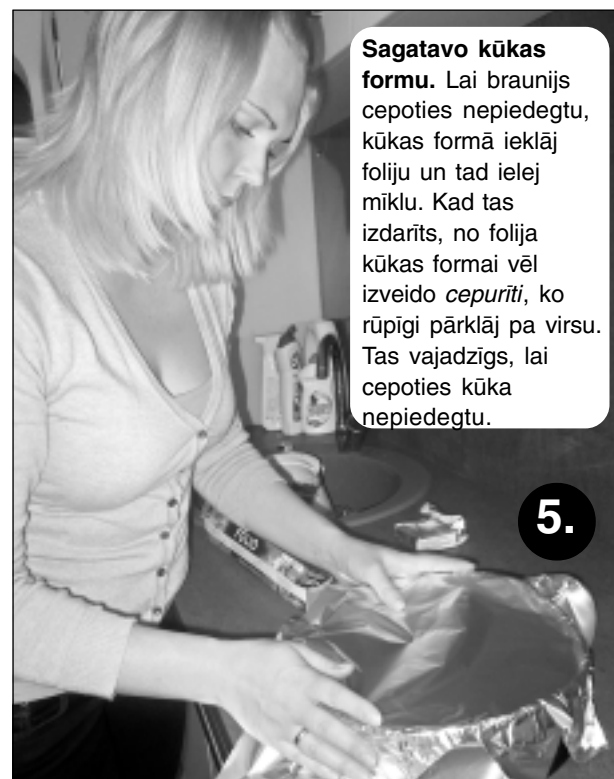 Sagatavo kūkas
formu. Lai braunijs
cepoties nepiedegtu,
kūkas formā ieklāj
foliju un tad ielej
mīklu. Kad tas
izdarīts, no folija
kūkas formai vēl
izveido cepurīti, ko
rūpīgi pārklāj pa virsu.
Tas vajadzīgs, lai
cepoties kūka
nepiedegtu.
5.